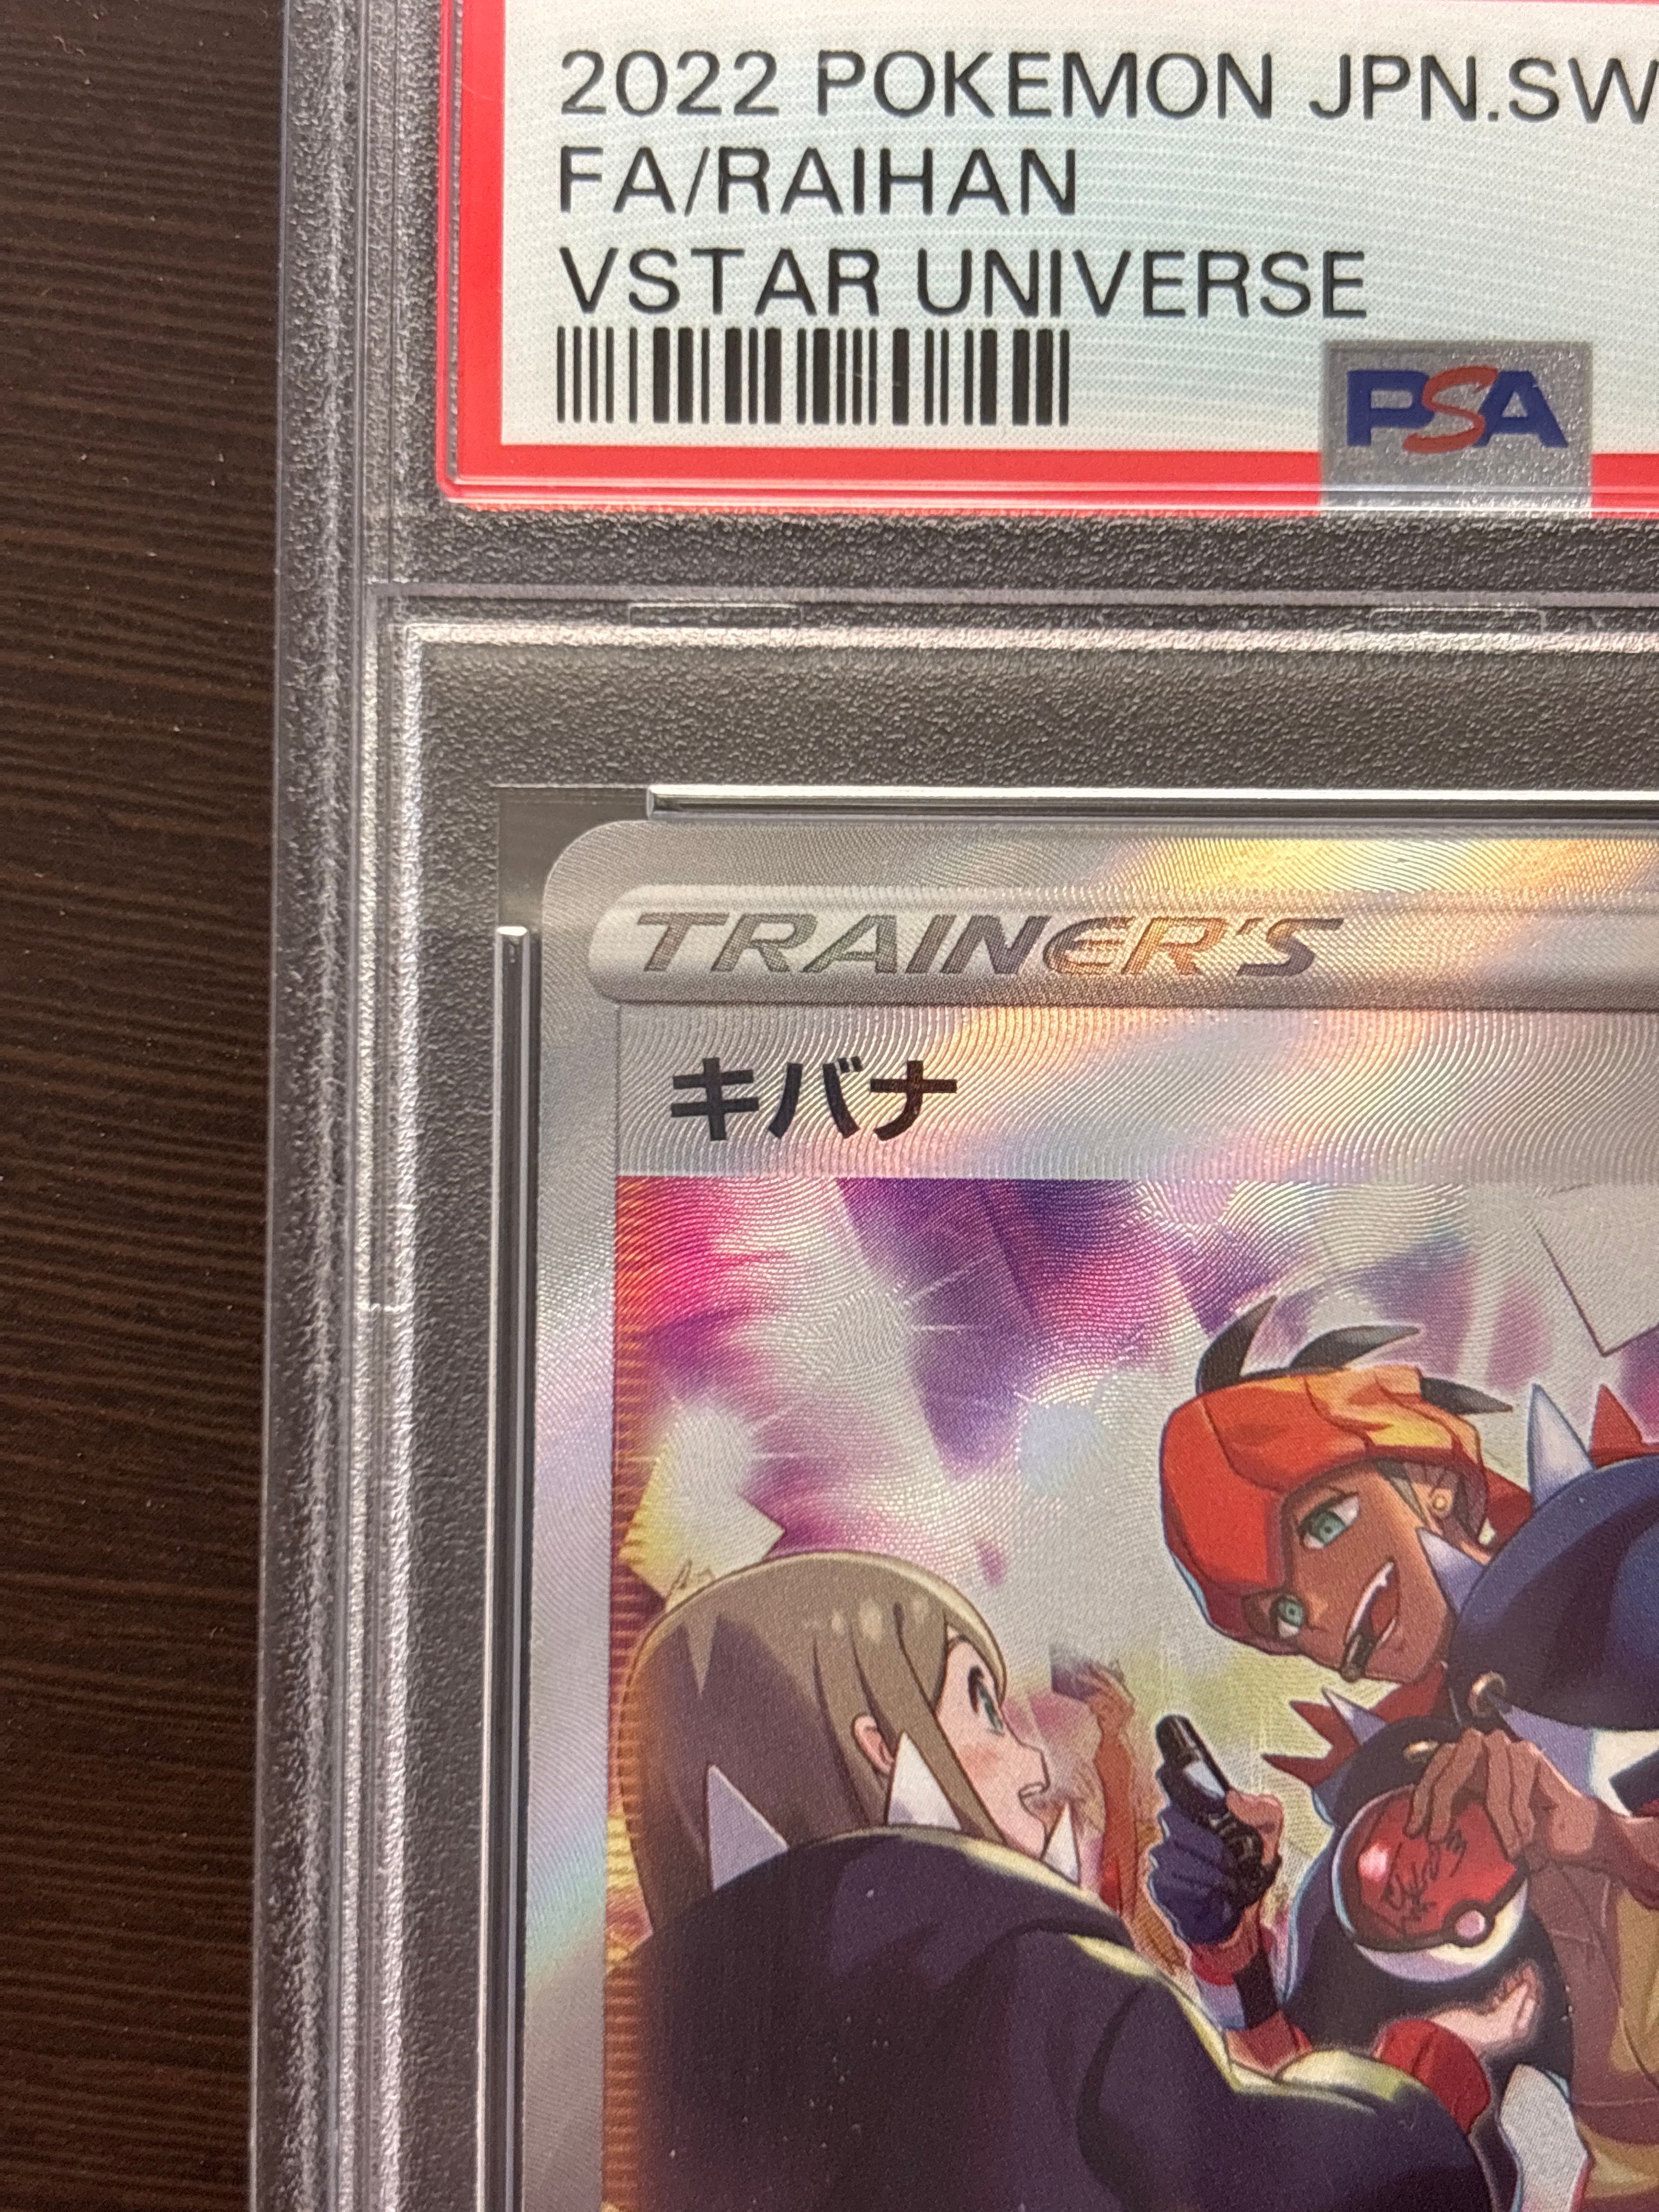 2022 POKEMON JPN.SW
FA/RAIHAN
VSTAR UNIVERSE
PSA
TRAINER'S
キバナ